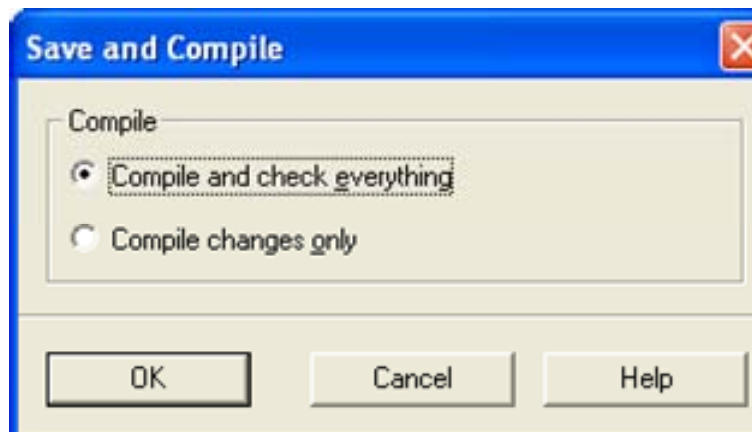 Save and Compile
Compile
Compile and check everything
Compile changes only
OK Cancel Help